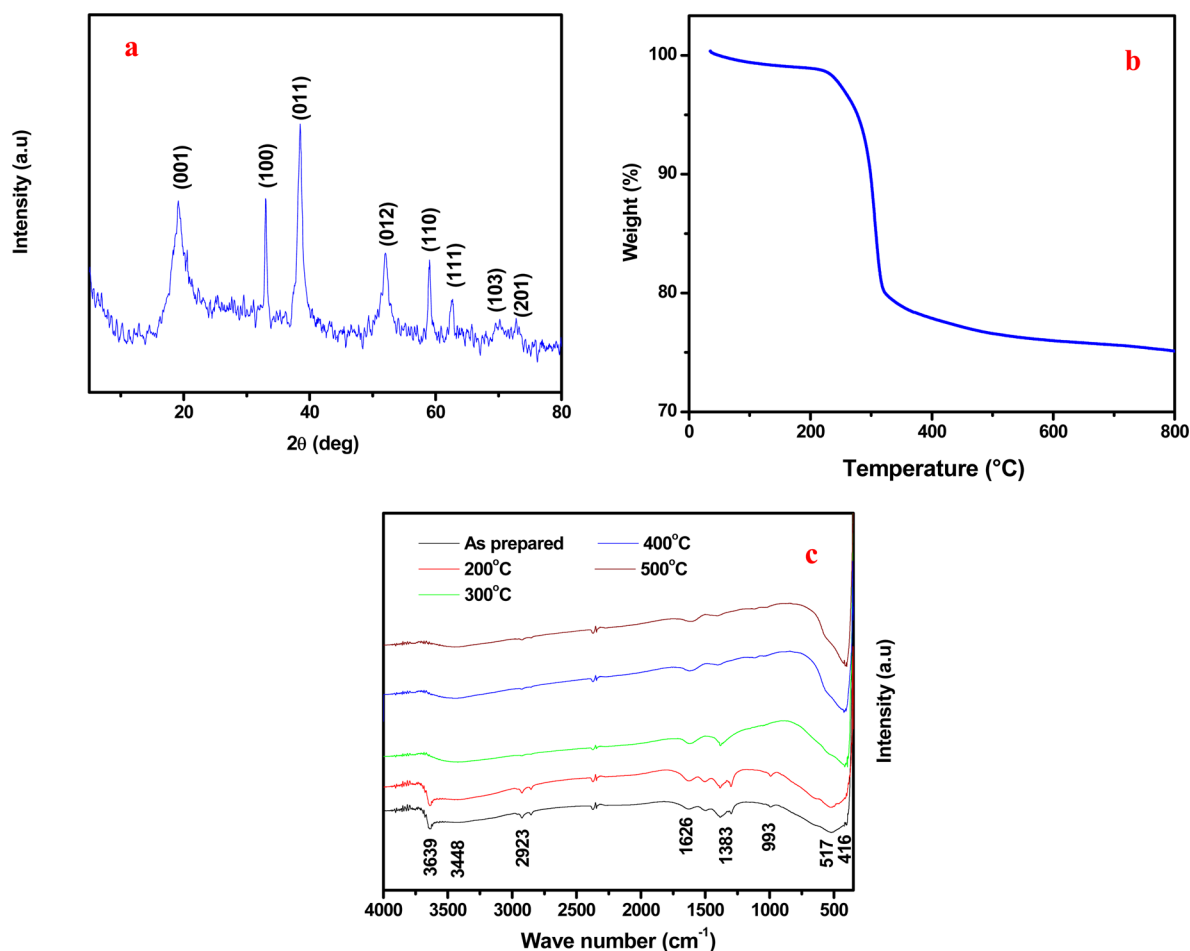 a
Intensity (a.u)
(001)
(100)
(011)
(012)
(110)
(111)
(103)
(201)
20
40
60
80
2θ (deg)
b
Weight (%)
100
90
80
70
0
200
400
600
800
Temperature (°C)
c
As prepared
200°C
300°C
400°C
500°C
3639
3448
2923
1626
1383
993
517
416
4000
3500
3000
2500
2000
1500
1000
500
Wave number (cm⁻¹)
Intensity (a.u)